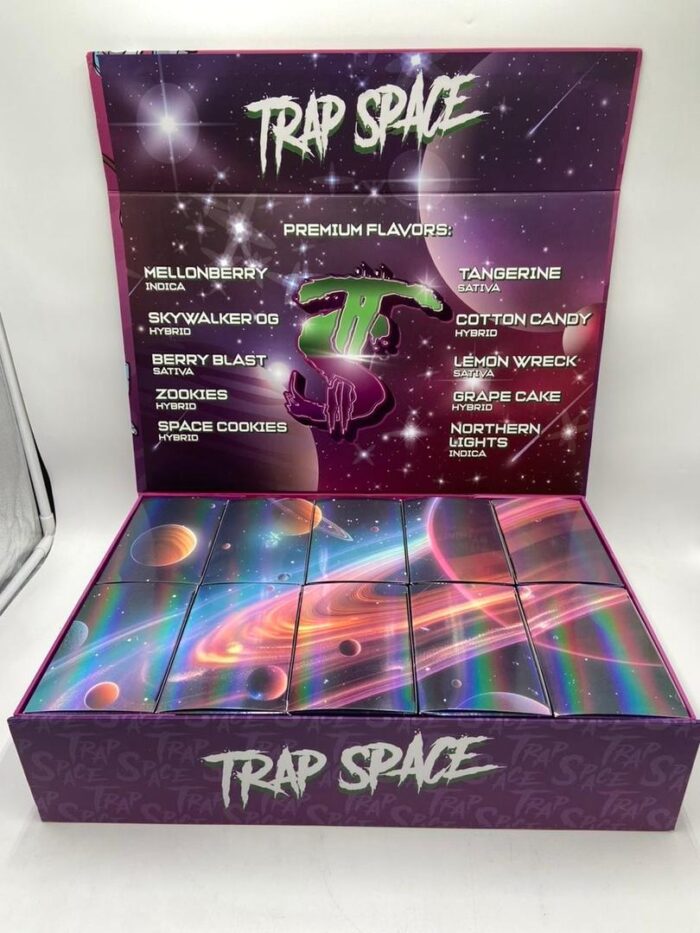 TRAP SPACE
PREMIUM FLAVORS:
MELLONBERRY
INDICA
SKYWALKER OG
HYBRID
BERRY BLAST
SATIVA
ZOOKIES
HYBRID
SPACE COOKIES
HYBRID
TANGERINE
SATIVA
COTTON CANDY
HYBRID
LEMON WRECK
SATIVA
GRAPE CAKE
HYBRID
NORTHERN
LIGHTS
INDICA
TS
TRAP SPACE